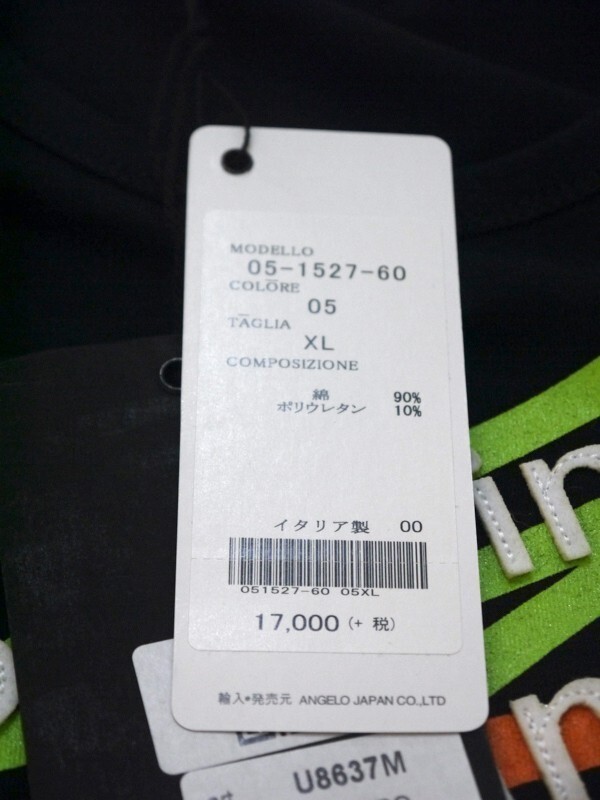 MODELLO
05-1527-60
COLORE
05
TAGLIA
XL
COMPOSIZIONE
綿 90%
ポリウレタン 10%
イタリア製 00
051527-60 05XL
17,000 (+ 税)
輸入•発売元 ANGELO JAPAN CO.,LTD
U8637M
in